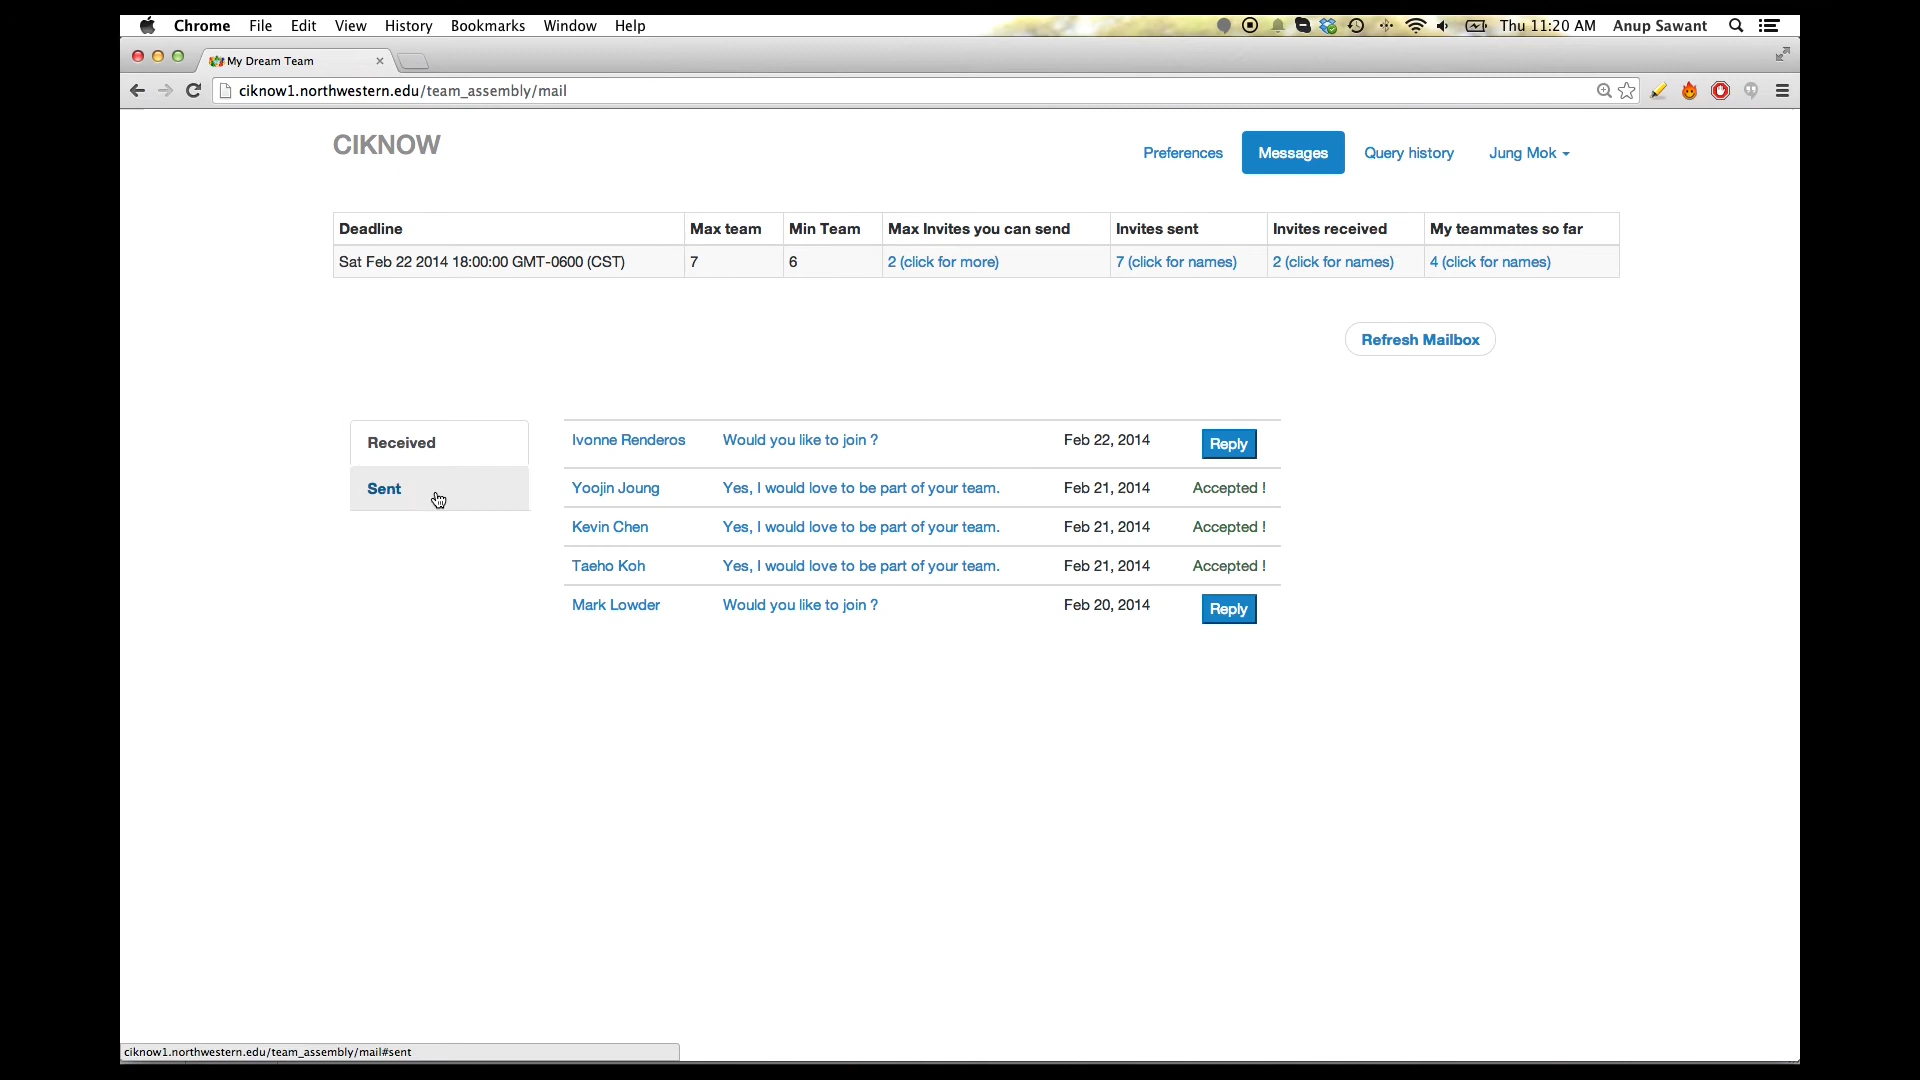 Chrome File Edit View History Bookmarks Window Help Thu 11:20 AM Anup Sawant
My Dream Team
ciknow1.northwestern.edu/team_assembly/mail
CIKNOW
Preferences Messages Query history Jung Mok
Deadline Max team Min Team Max Invites you can send Invites sent Invites received My teammates so far
Sat Feb 22 2014 18:00:00 GMT-0600 (CST) 7 6 2 (click for more) 7 (click for names) 2 (click for names) 4 (click for names)
Refresh Mailbox
Received
Sent
Ivonne Renderos Would you like to join ? Feb 22, 2014 Reply
Yoojin Joung Yes, I would love to be part of your team. Feb 21, 2014 Accepted !
Kevin Chen Yes, I would love to be part of your team. Feb 21, 2014 Accepted !
Taeho Koh Yes, I would love to be part of your team. Feb 21, 2014 Accepted !
Mark Lowder Would you like to join ? Feb 20, 2014 Reply
ciknow1.northwestern.edu/team_assembly/mail#sent